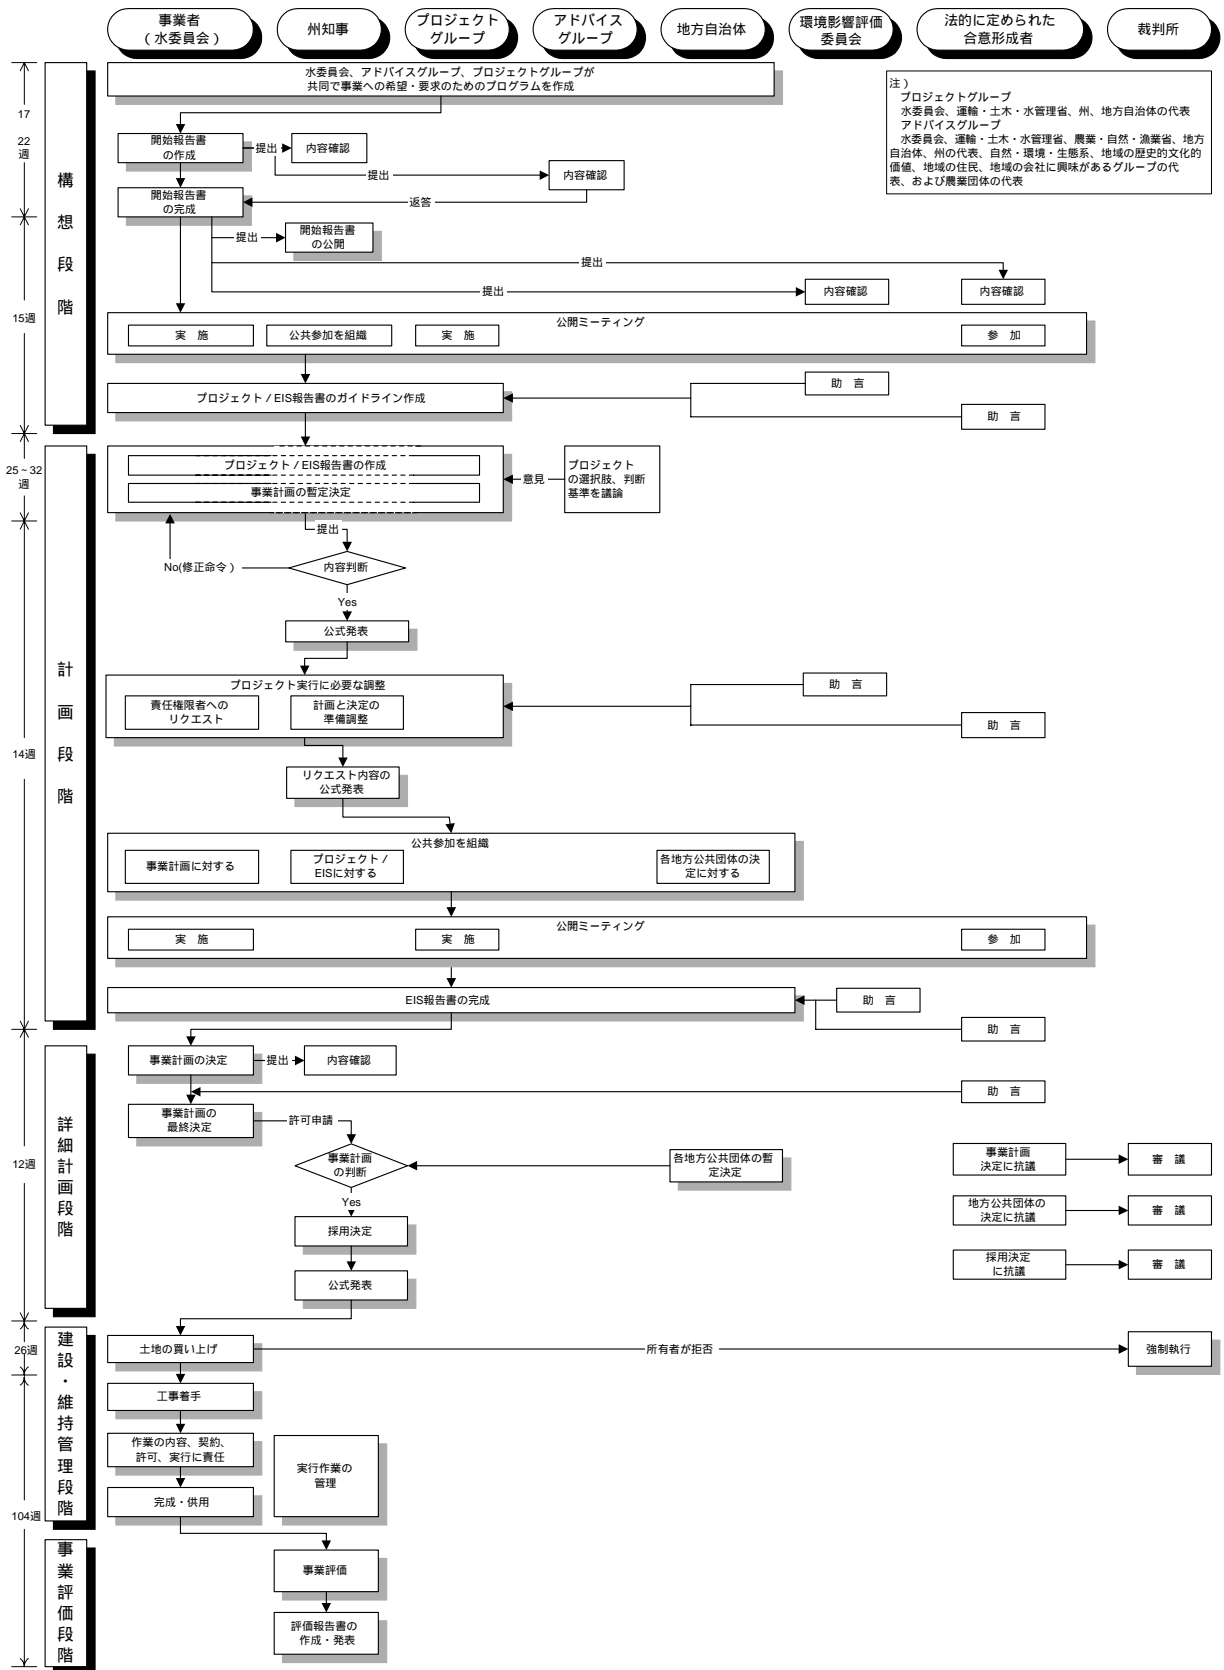 事業者
(水委員会)
州知事
プロジェクト
グループ
アドバイス
グループ
地方自治体
環境影響評価
委員会
法的に定められた
合意形成者
裁判所
水委員会、アドバイスグループ、プロジェクトグループが
共同で事業への希望・要求のためのプログラムを作成
注)
プロジェクトグループ
水委員会、運輸・土木・水管理省、州、地方自治体の代表
アドバイスグループ
水委員会、運輸・土木・水管理省、農業・自然・漁業省、地方
自治体、州の代表、自然・環境・生態系、地域の歴史的文化的
価値、地域の住民、地域の会社に興味があるグループの代
表、および農業団体の代表
17
22
週
構想段階
開始報告書
の作成
提出
内容確認
提出
内容確認
開始報告書
の完成
返答
提出
開始報告書
の公開
提出
提出
内容確認
内容確認
15週
公開ミーティング
実 施
公共参加を組織
実 施
参 加
プロジェクト / EIS報告書のガイドライン作成
助 言
助 言
25~32
週
計画段階
プロジェクト / EIS報告書の作成
事業計画の暫定決定
意見
プロジェクト
の選択肢、判断
基準を議論
提出
No(修正命令)
内容判断
Yes
公式発表
14週
プロジェクト実行に必要な調整
責任権限者への
リクエスト
計画と決定の
準備調整
助 言
助 言
リクエスト内容の
公式発表
公共参加を組織
事業計画に対する
プロジェクト /
EISに対する
各地方公共団体の決
定に対する
公開ミーティング
実 施
実 施
参 加
EIS報告書の完成
助 言
助 言
12週
詳細計画段階
事業計画の決定
提出
内容確認
助 言
事業計画の
最終決定
許可申請
事業計画
の判断
各地方公共団体の暫
定決定
事業計画
決定に抗議
審 議
Yes
採用決定
地方公共団体の
決定に抗議
審 議
公式発表
採用決定
に抗議
審 議
26週
建設・維持管理段階
土地の買い上げ
所有者が拒否
強制執行
工事着手
作業の内容、契約、
許可、実行に責任
実行作業の
管理
完成・供用
104週
事業評価段階
事業評価
評価報告書の
作成・発表